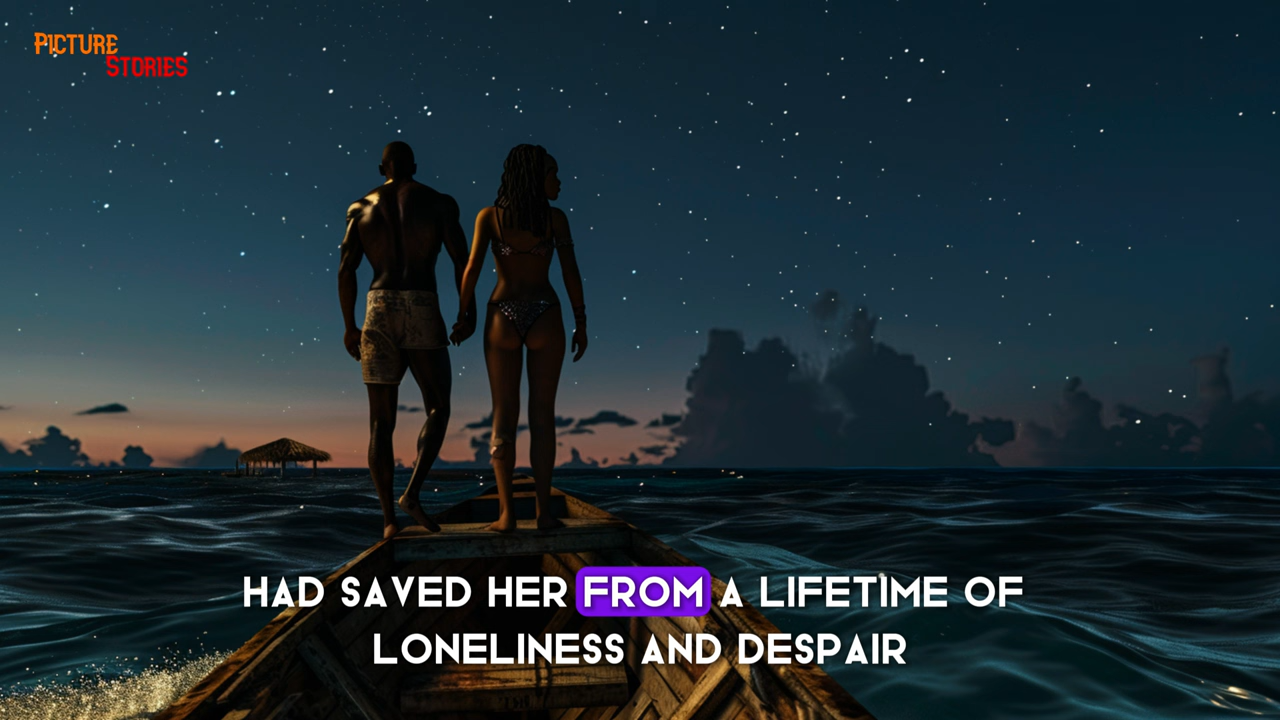 PICTURE
STORIES
HAD SAVED HER FROM A LIFETIME OF
LONELINESS AND DESPAIR